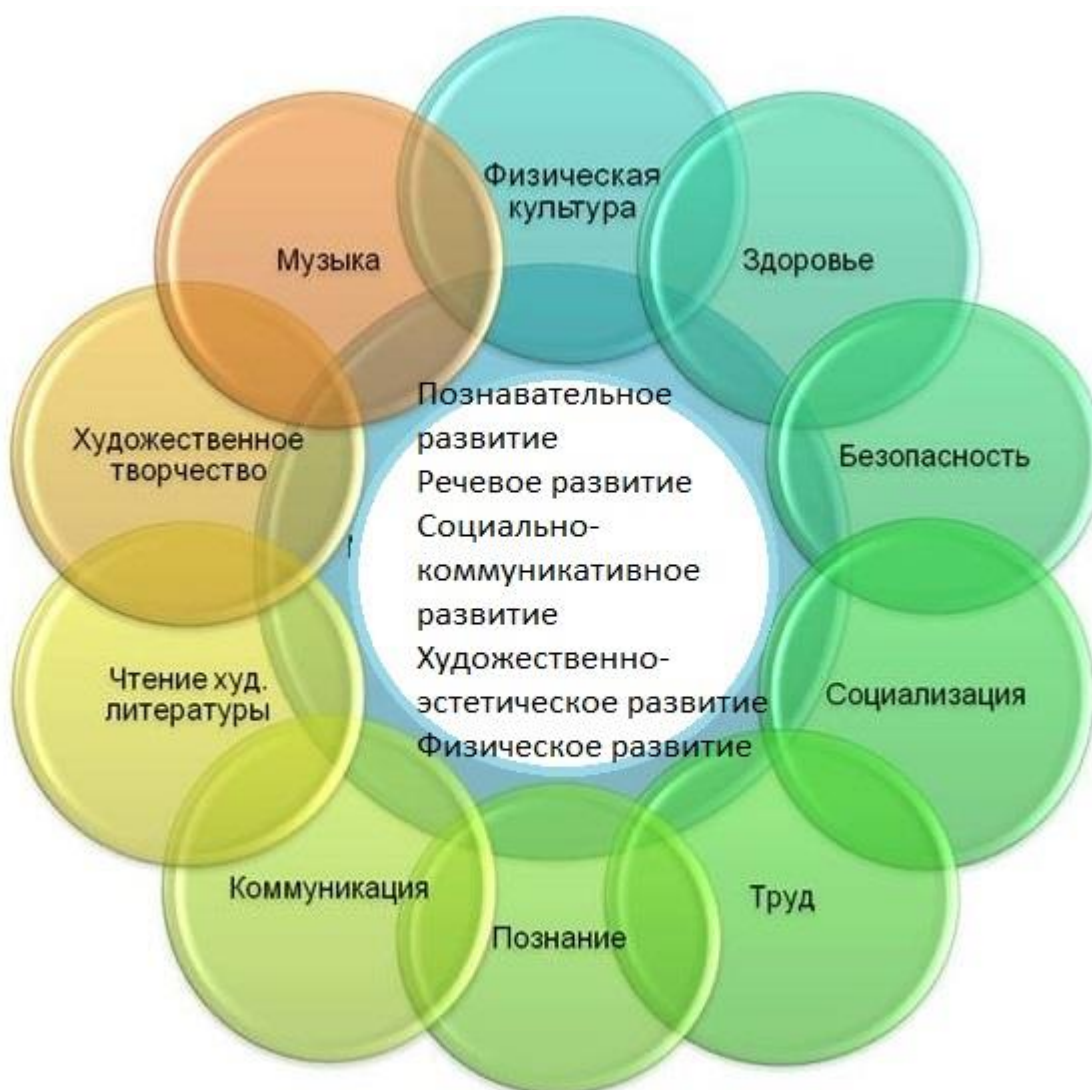 Физическая
культура
Здоровье
Безопасность
Социализация
Труд
Познание
Коммуникация
Чтение худ.
литературы
Художественное
творчество
Музыка
Познавательное
развитие
Речевое развитие
Социально-
коммуникативное
развитие
Художественно-
эстетическое развитие
Физическое развитие